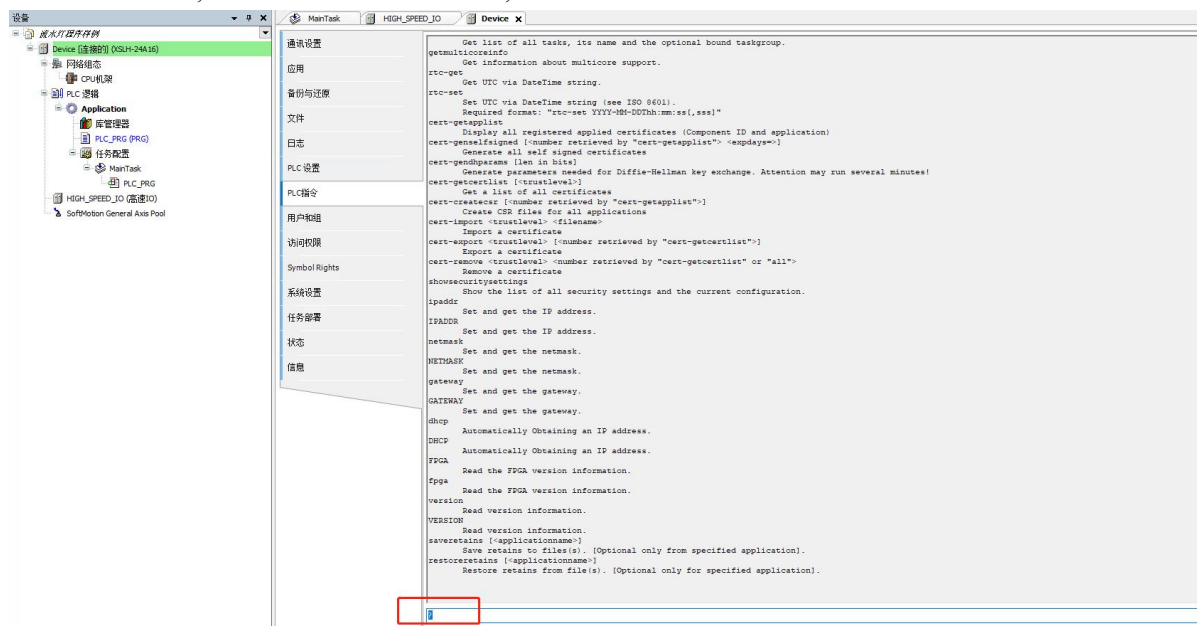 设备
MainTask
HIGH_SPEED_IO
Device
流水灯程序样例
Device [连接的] (XSLH-24A16)
网络组态
CPU机架
PLC 逻辑
Application
库管理器
PLC_PRG (PRG)
任务配置
MainTask
PLC_PRG
HIGH_SPEED_IO (高速IO)
SoftMotion General Axis Pool
通讯设置
应用
备份与还原
文件
日志
PLC 设置
PLC指令
用户和组
访问权限
Symbol Rights
系统设置
任务部署
状态
信息
Get list of all tasks, its name and the optional bound taskgroup.
getmulticoreinfo
Get information about multicore support.
rtc-get
Get UTC via DateTime string.
rtc-set
Set UTC via DateTime string (see ISO 8601).
Required format: "rtc-set YYYY-MM-DDThh:mm:ss[,sss]"
cert-getapplist
Display all registered applied certificates (Component ID and application)
cert-genselfsigned [<number retrieved by "cert-getapplist"> <expdays=>]
Generate all self signed certificates
cert-gendhparams [len in bits]
Generate parameters needed for Diffie-Hellman key exchange. Attention may run several minutes!
cert-getcertlist [<trustlevel>]
Get a list of all certificates
cert-createcsr [<number retrieved by "cert-getapplist">]
Create CSR files for all applications
cert-import <trustlevel> <filename>
Import a certificate
cert-export <trustlevel> [<number retrieved by "cert-getcertlist">]
Export a certificate
cert-remove <trustlevel> <number retrieved by "cert-getcertlist" or "all">
Remove a certificate
showsecuritysettings
Show the list of all security settings and the current configuration.
ipaddr
Set and get the IP address.
IPADDR
Set and get the IP address.
netmask
Set and get the netmask.
NETMASK
Set and get the netmask.
gateway
Set and get the gateway.
GATEWAY
Set and get the gateway.
dhcp
Automatically Obtaining an IP address.
DHCP
Automatically Obtaining an IP address.
FPGA
Read the FPGA version information.
fpga
Read the FPGA version information.
version
Read version information.
VERSION
Read version information.
saveretains [<applicationname>]
Save retains to files(s). [Optional only from specified application].
restoreretains [<applicationname>]
Restore retains from file(s). [Optional only for specified application].
?